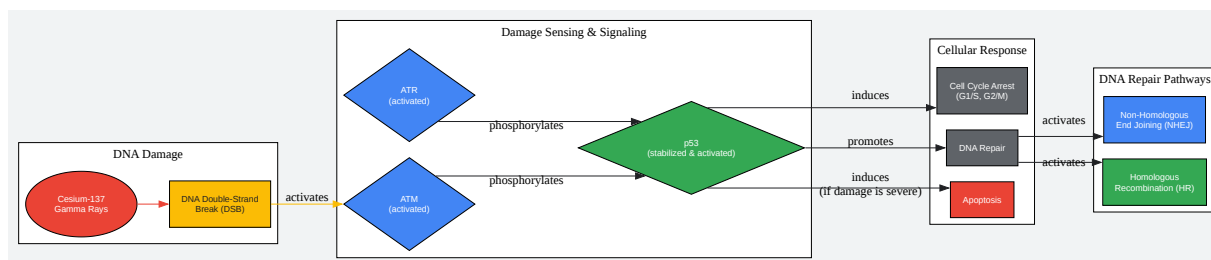 DNA Damage
Cesium-137
Gamma Rays
DNA Double-Strand
Break (DSB)
activates
Damage Sensing & Signaling
ATR
(activated)
phosphorylates
ATM
(activated)
phosphorylates
p53
(stabilized & activated)
induces
promotes
induces
(if damage is severe)
Cellular Response
Cell Cycle Arrest
(G1/S, G2/M)
DNA Repair
Apoptosis
activates
activates
DNA Repair Pathways
Non-Homologous
End Joining (NHEJ)
Homologous
Recombination (HR)